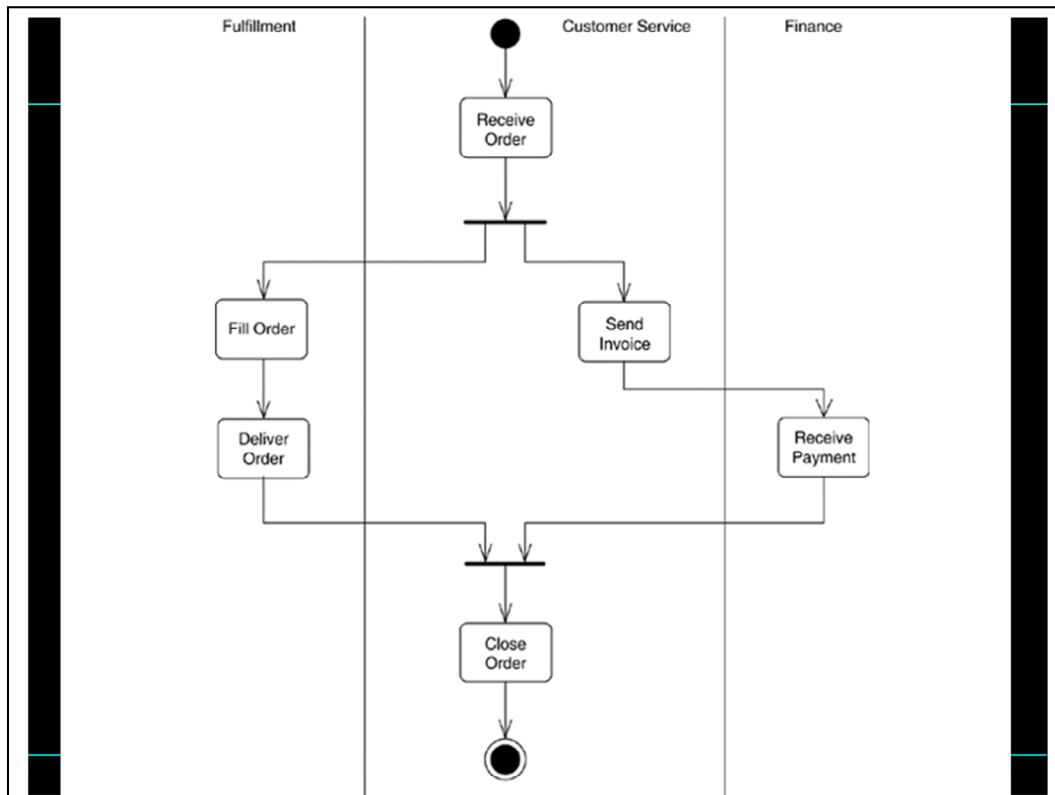 Fulfillment
Customer Service
Finance
Receive
Order
Fill Order
Send
Invoice
Deliver
Order
Receive
Payment
Close
Order